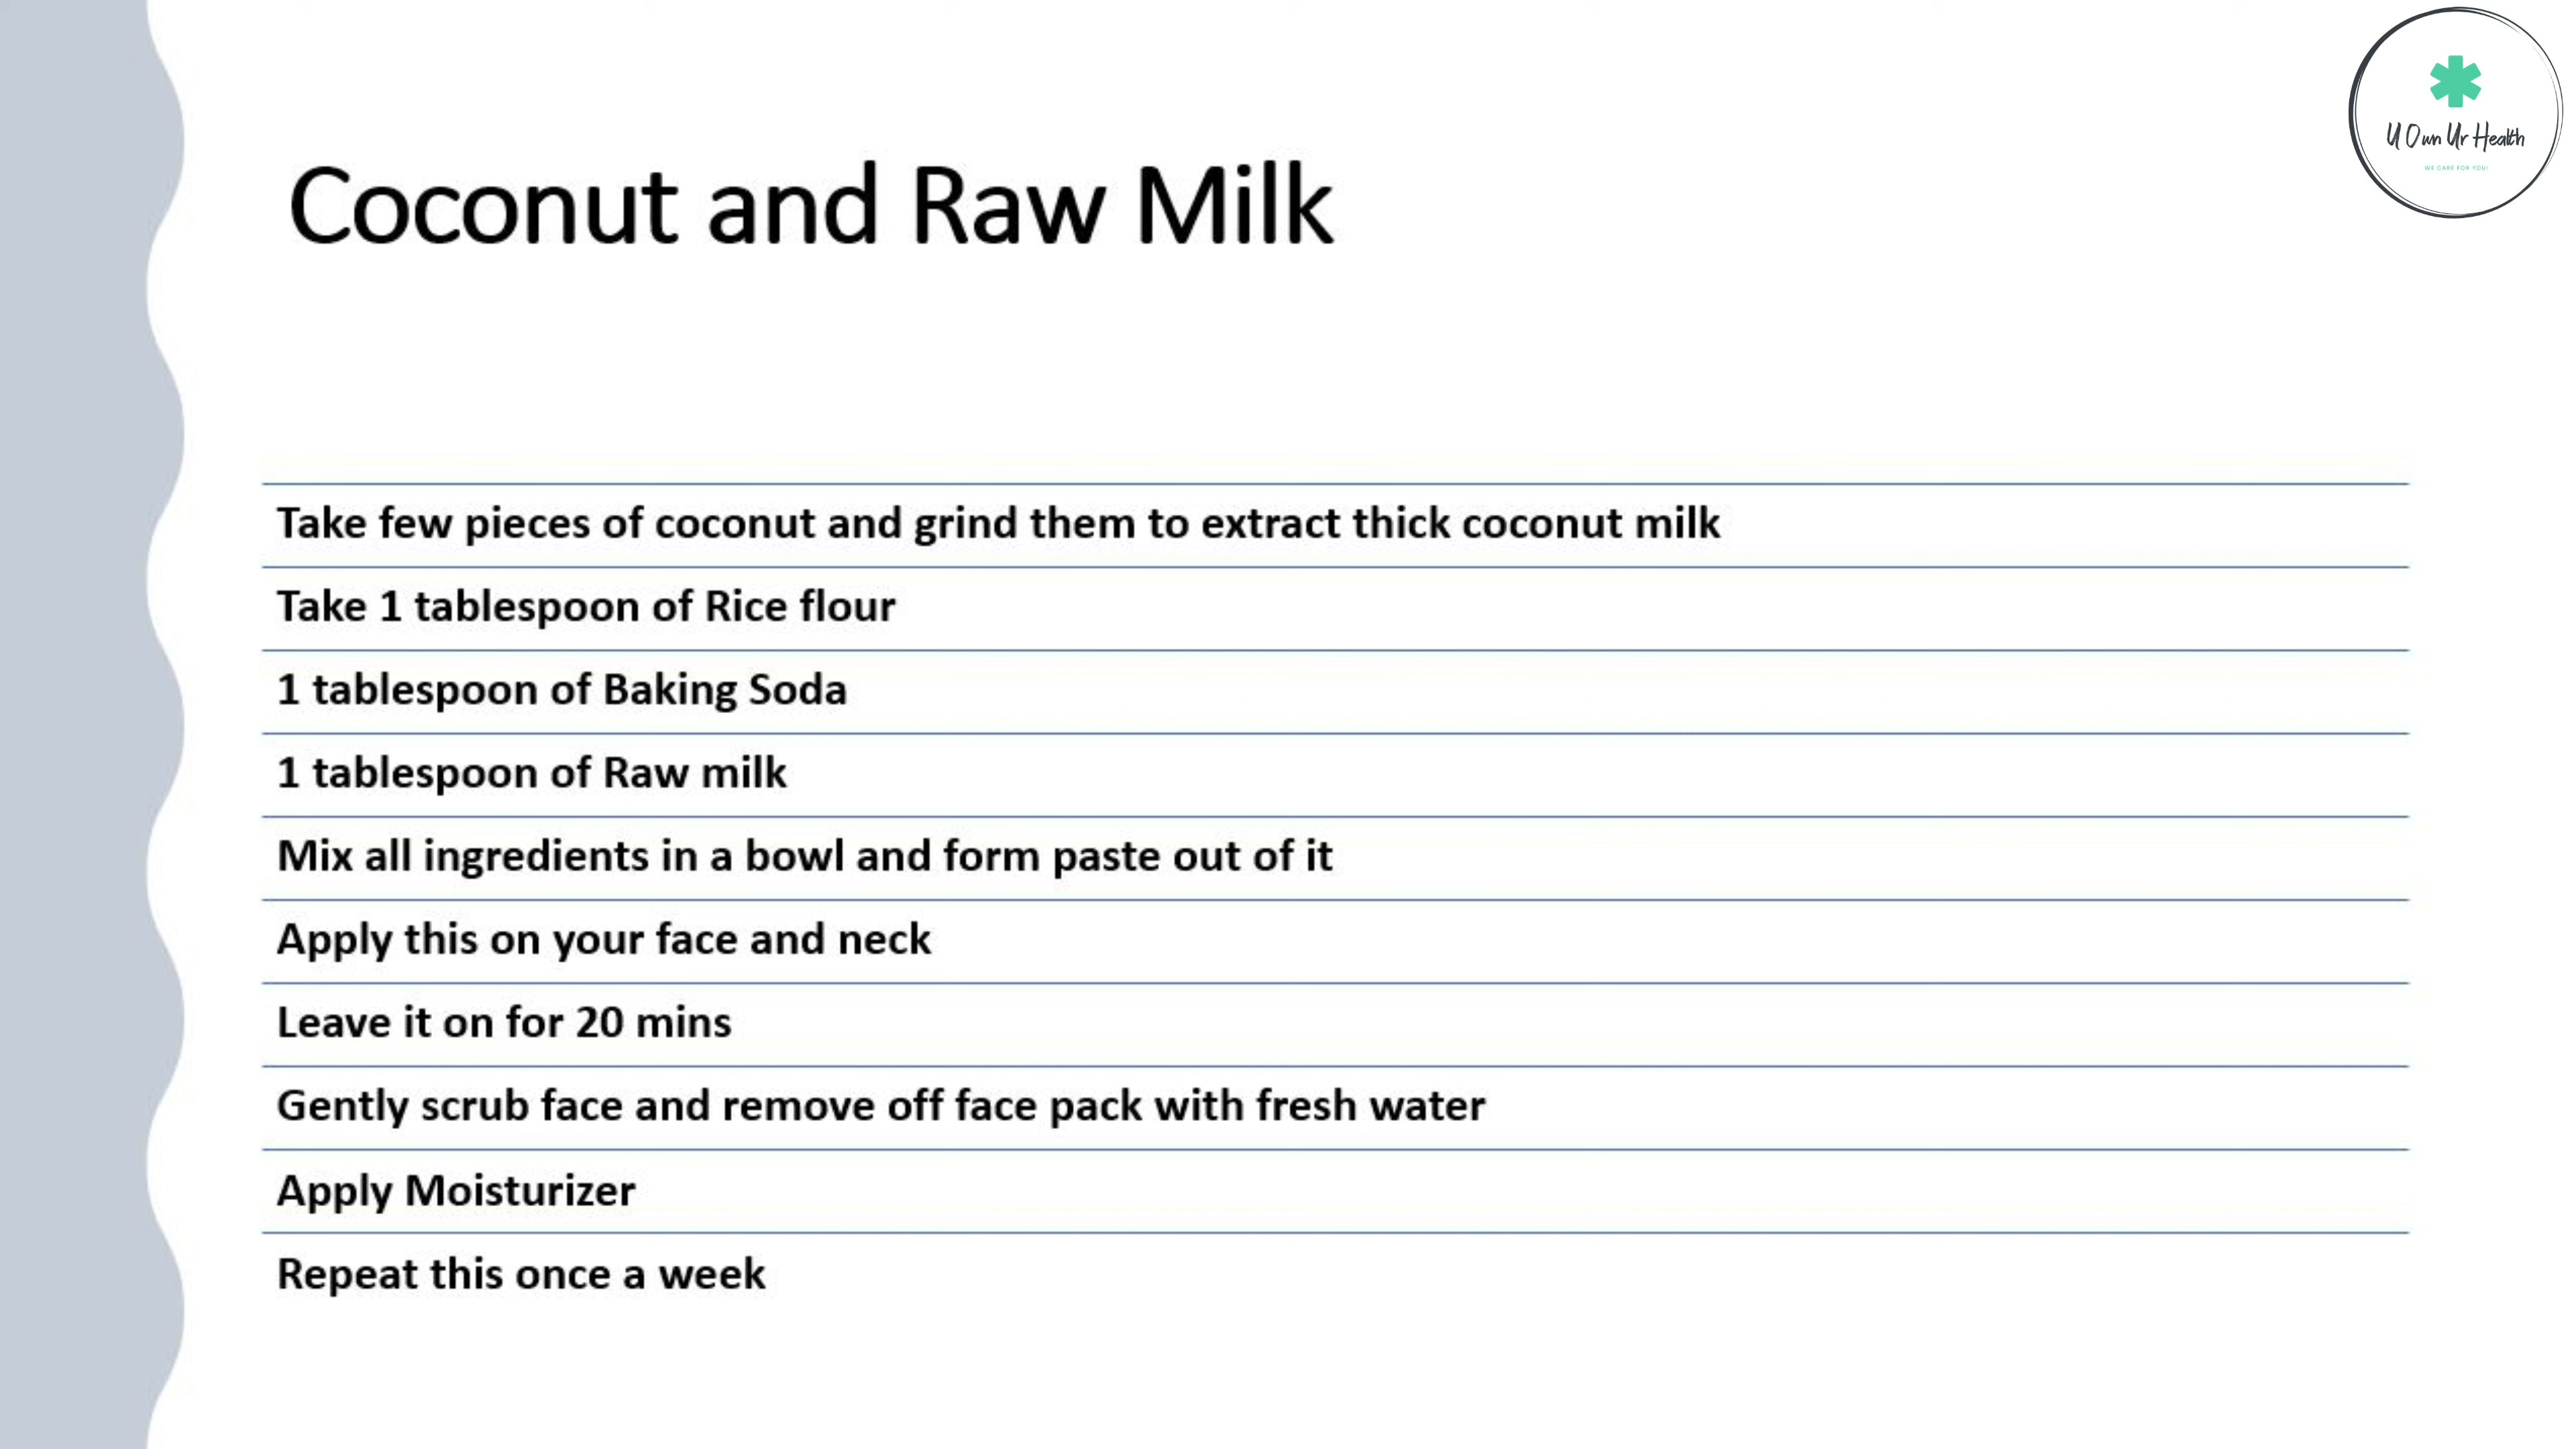 U Own Ur Health
WE CARE FOR YOU!
Coconut and Raw Milk
Take few pieces of coconut and grind them to extract thick coconut milk
Take 1 tablespoon of Rice flour
1 tablespoon of Baking Soda
1 tablespoon of Raw milk
Mix all ingredients in a bowl and form paste out of it
Apply this on your face and neck
Leave it on for 20 mins
Gently scrub face and remove off face pack with fresh water
Apply Moisturizer
Repeat this once a week